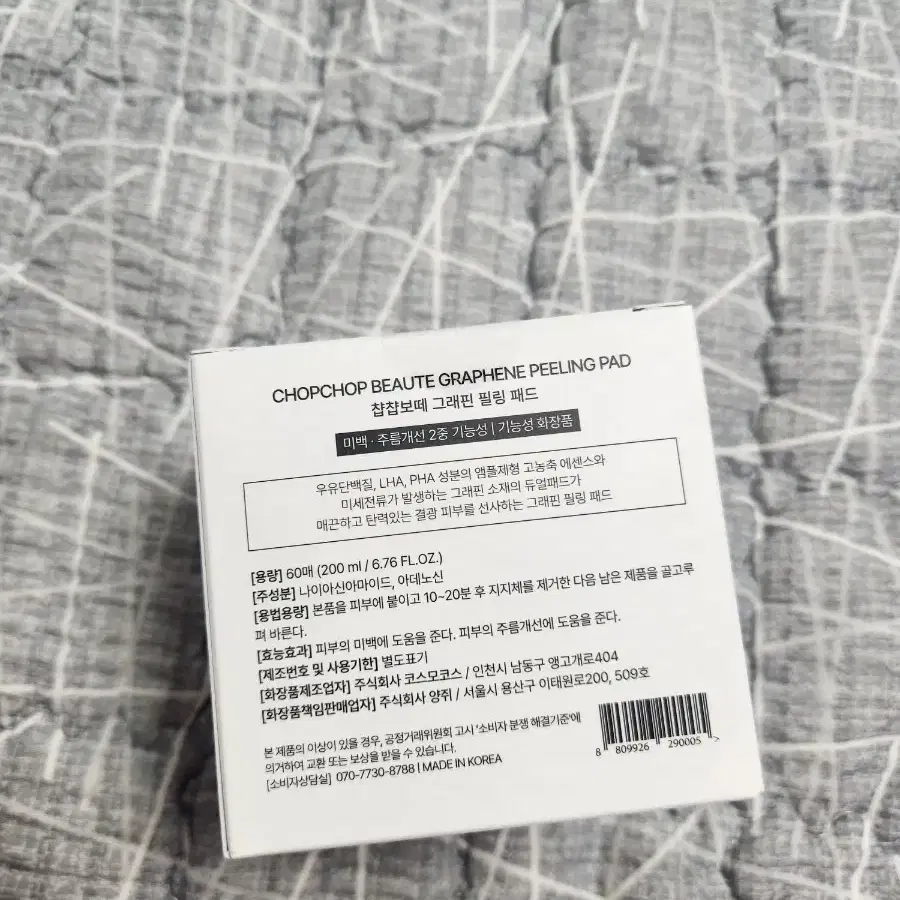 CHOPCHOP BEAUTE GRAPHENE PEELING PAD
챱챱보떼 그래핀 필링 패드
미백 · 주름개선 2중 기능성 | 기능성 화장품
우유단백질, LHA, PHA 성분의 앰플제형 고농축 에센스와
미세전류가 발생하는 그래핀 소재의 듀얼패드가
매끈하고 탄력있는 결광 피부를 선사하는 그래핀 필링 패드
[용량] 60매 (200 ml / 6.76 FL.OZ.)
[주성분] 나이아신아마이드, 아데노신
[용법용량] 본품을 피부에 붙이고 10~20분 후 지지체를 제거한 다음 남은 제품을 골고루
펴 바른다.
[효능효과] 피부의 미백에 도움을 준다. 피부의 주름개선에 도움을 준다.
[제조번호 및 사용기한] 별도표기
[화장품제조업자] 주식회사 코스모코스 / 인천시 남동구 앵고개로404
[화장품책임판매업자] 주식회사 양쥐 / 서울시 용산구 이태원로200, 509호
본 제품의 이상이 있을 경우, 공정거래위원회 고시 '소비자 분쟁 해결기준'에
의거하여 교환 또는 보상을 받을 수 있습니다.
[소비자상담실] 070-7730-8788 | MADE IN KOREA
8 809926 290005 >